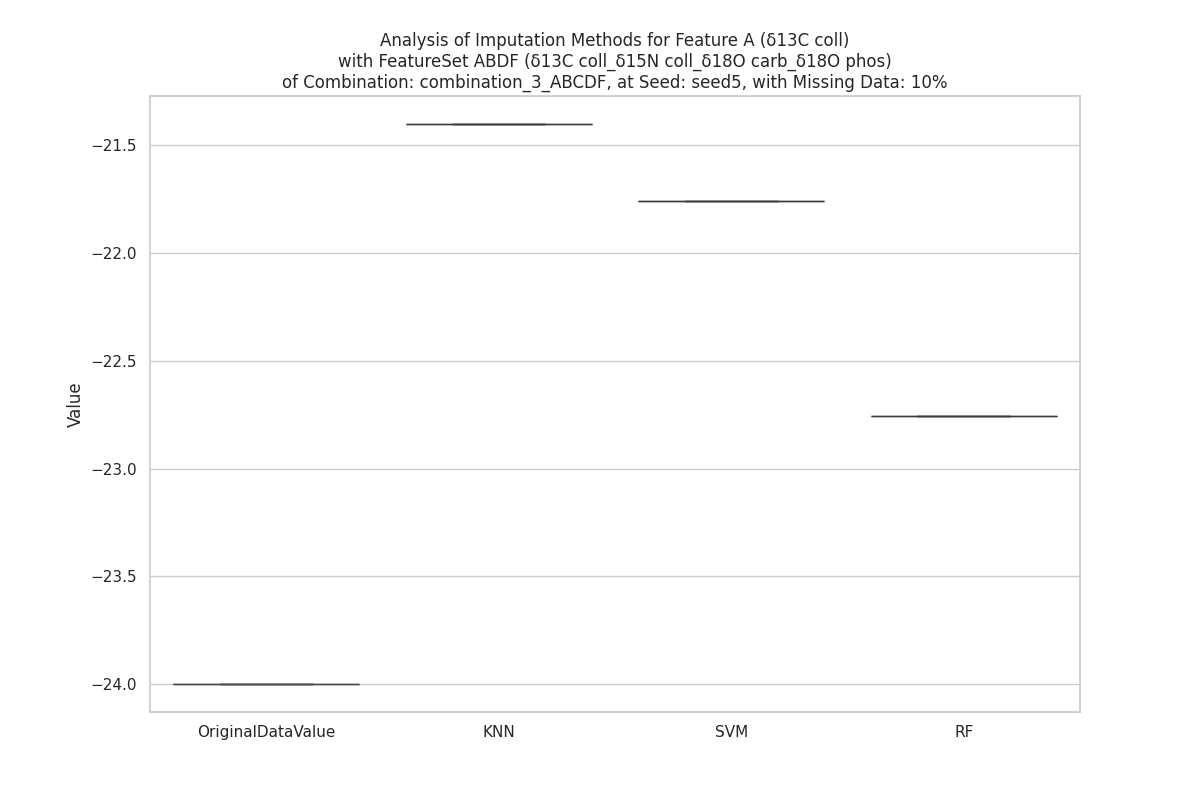 Analysis of Imputation Methods for Feature A (δ13C coll)
with FeatureSet ABDF (δ13C coll_δ15N coll_δ18O carb_δ18O phos)
of Combination: combination_3_ABCDF, at Seed: seed5, with Missing Data: 10%
−21.5
−22.0
−22.5
−23.0
−23.5
−24.0
Value
OriginalDataValue KNN SVM RF